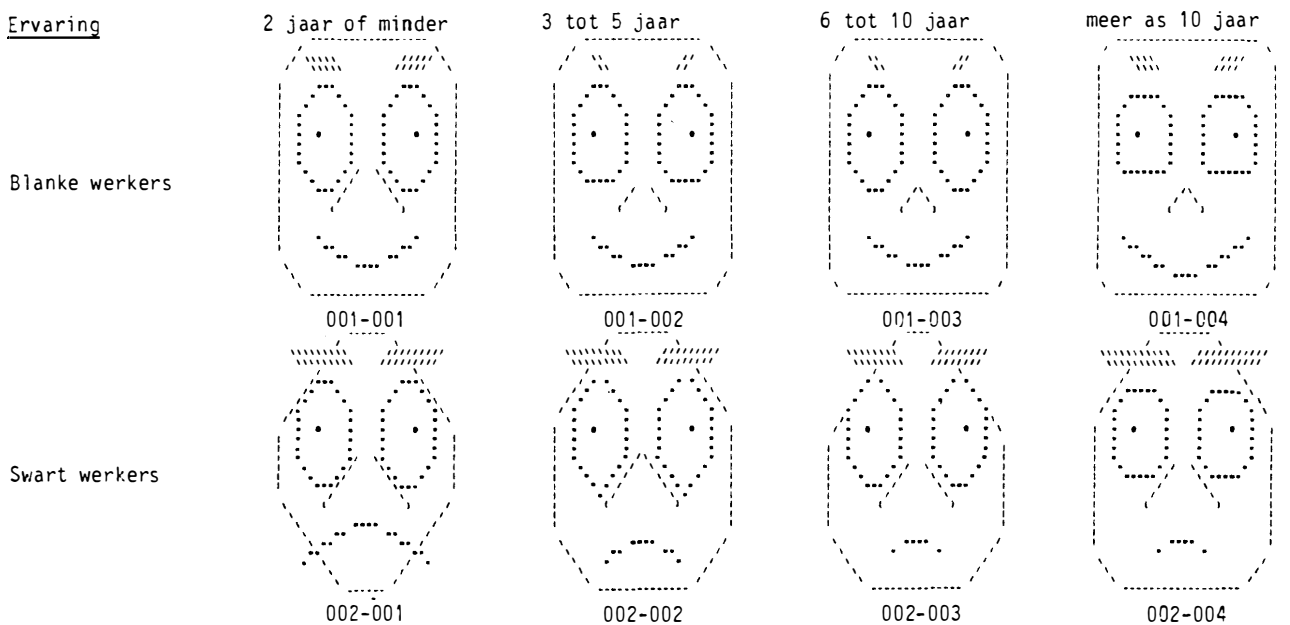 Ervaring 2 jaar of minder 3 tot 5 jaar 6 tot 10 jaar meer as 10 jaar
Blanke werkers
001-001 001-002 001-003 001-004
Swart werkers
002-001 002-002 002-003 002-004